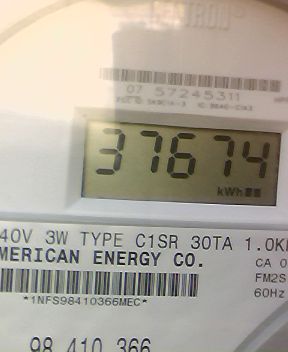 07 57245311
37674
kWh
40V 3W TYPE C1SR 30TA 1.0K
MERICAN ENERGY CO.
CA 0
FM2S
60Hz
*1NFS98410366MEC*
98 410 366